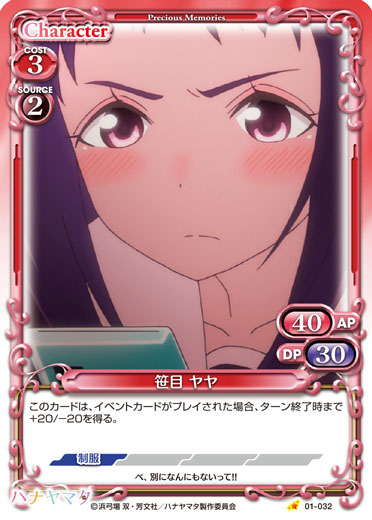 Precious Memories
Character
COST
3
SOURCE
2
40 AP
DP 30
笹目 ヤヤ
このカードは、イベントカードがプレイされた場合、ターン終了時まで
+20/−20を得る。
制服
べ、別になんにもないって!!
ハナヤマタ
©浜弓場 双・芳文社／ハナヤマタ製作委員会
01-032